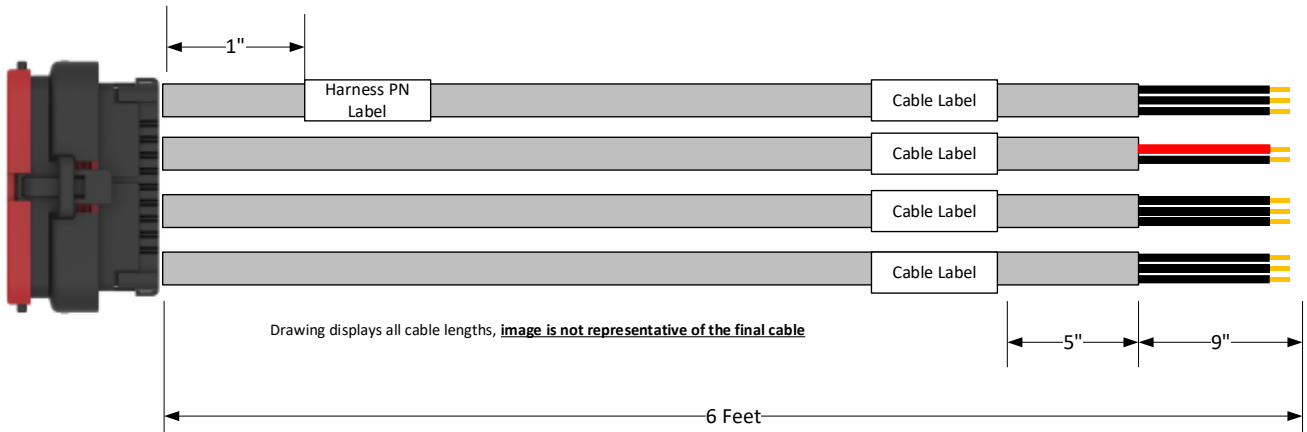 1"
Harness PN
Label
Cable Label
Cable Label
Cable Label
Cable Label
Drawing displays all cable lengths, image is not representative of the final cable
5"
9"
6 Feet